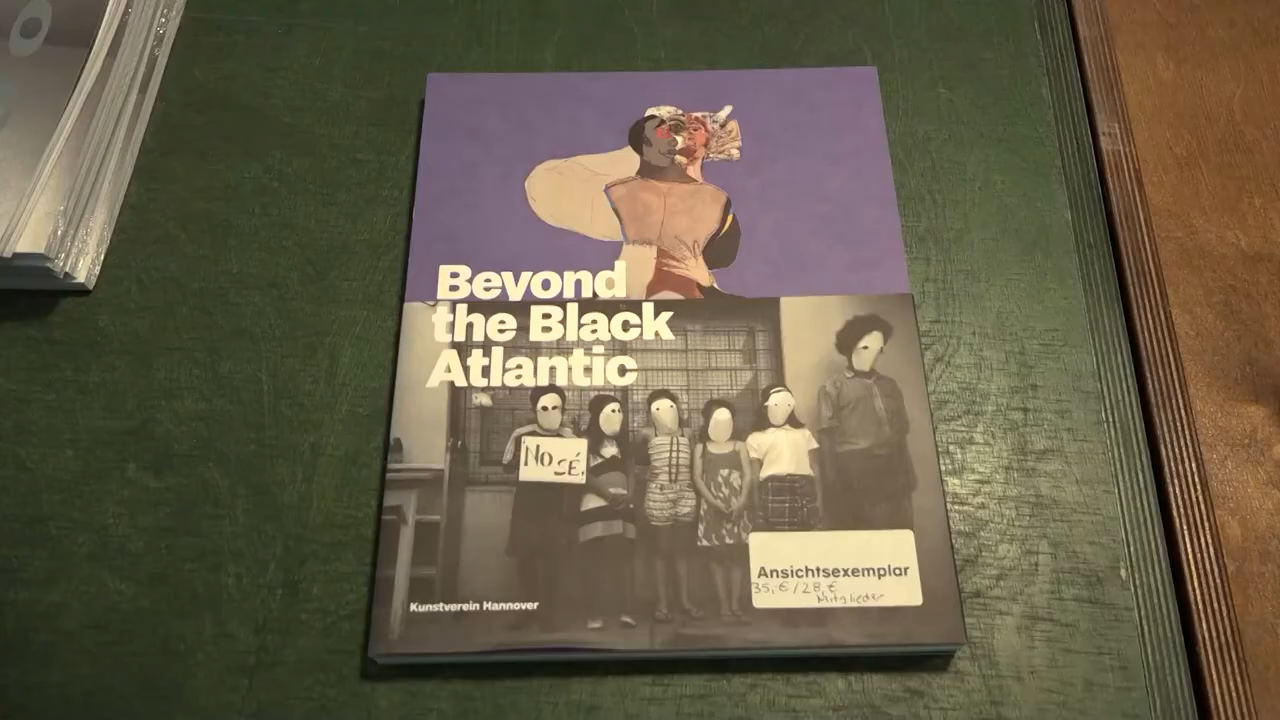 Beyond
the Black
Atlantic
No SÉ.
Ansichtsexemplar
35,-€/28,€
Mitglieder
Kunstverein Hannover